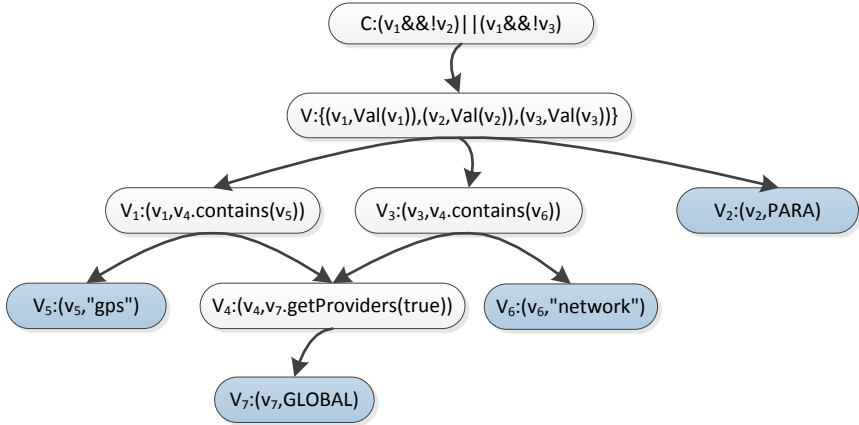 C:(v₁&&!v₂)||(v₁&&!v₃)
V:{(v₁,Val(v₁)),(v₂,Val(v₂)),(v₃,Val(v₃))}
V₁:(v₁,v₄.contains(v₅))
V₃:(v₃,v₄.contains(v₆))
V₂:(v₂,PARA)
V₅:(v₅,"gps")
V₄:(v₄,v₇.getProviders(true))
V₆:(v₆,"network")
V₇:(v₇,GLOBAL)